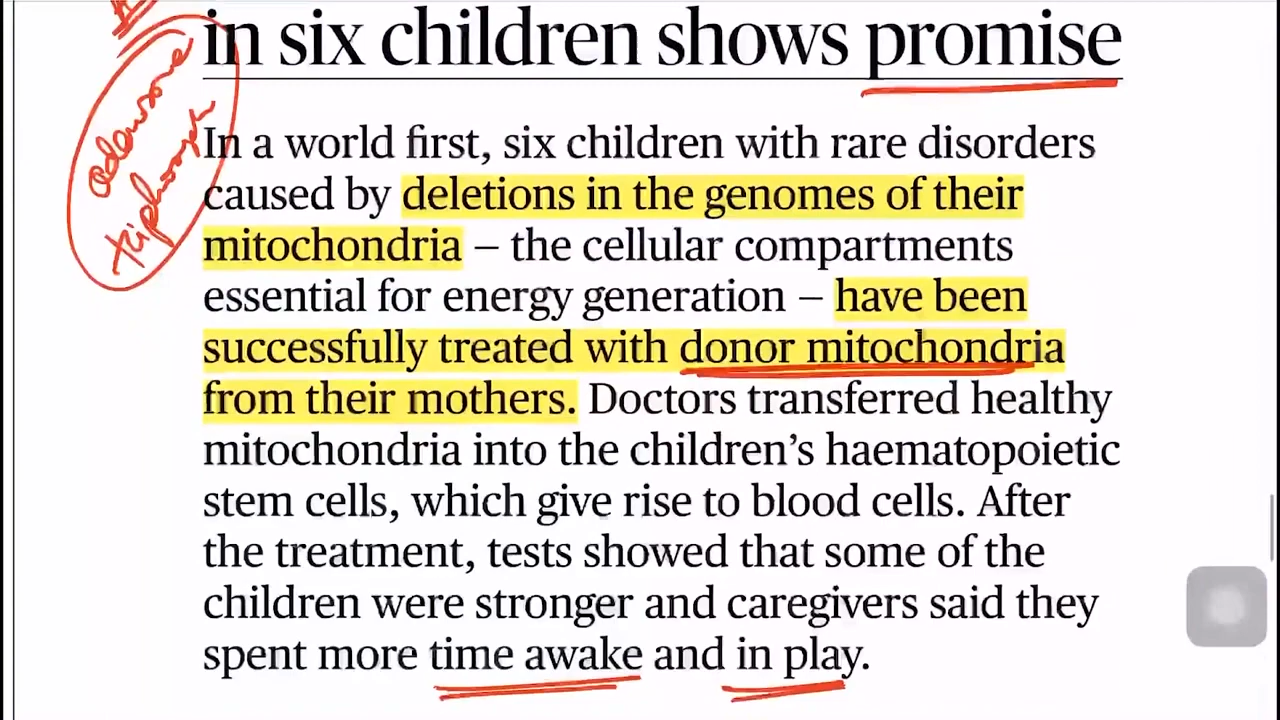 in six children shows promise
In a world first, six children with rare disorders
caused by deletions in the genomes of their
mitochondria – the cellular compartments
essential for energy generation – have been
successfully treated with donor mitochondria
from their mothers. Doctors transferred healthy
mitochondria into the children’s haematopoietic
stem cells, which give rise to blood cells. After
the treatment, tests showed that some of the
children were stronger and caregivers said they
spent more time awake and in play.